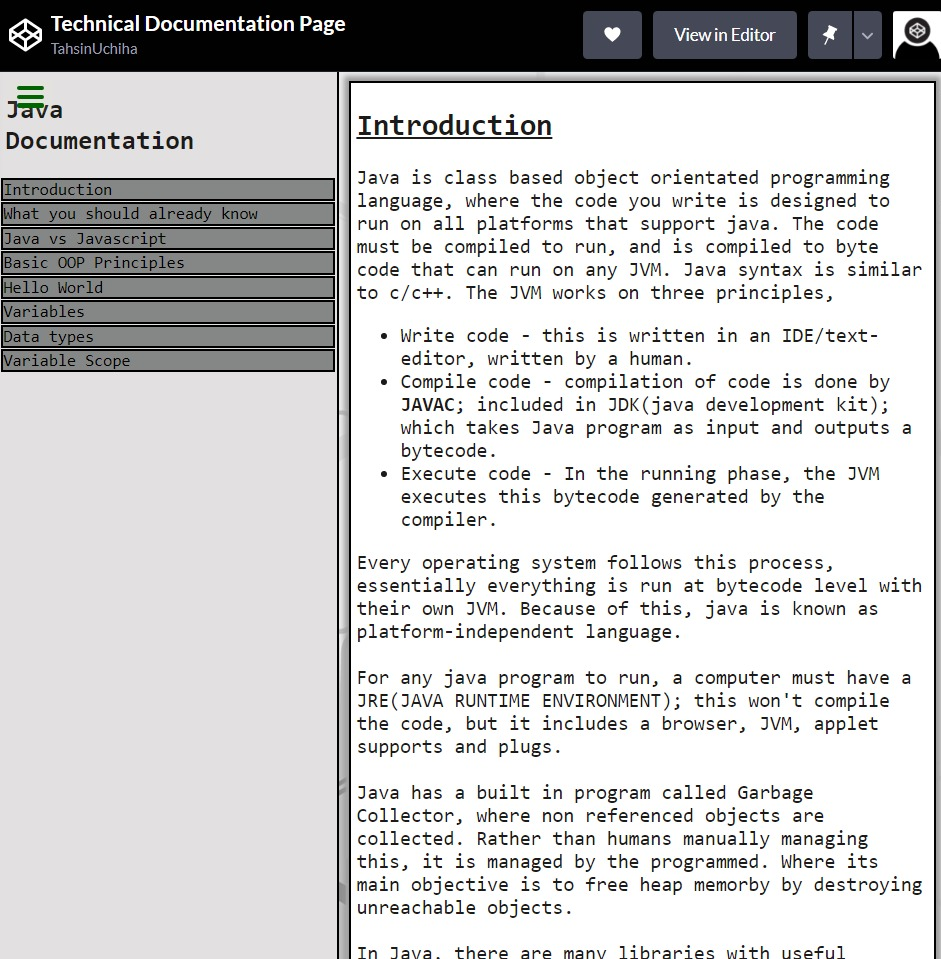 Technical Documentation Page
TahsinUchiha
View in Editor
Java
Documentation
Introduction
What you should already know
Java vs Javascript
Basic OOP Principles
Hello World
Variables
Data types
Variable Scope
Introduction
Java is class based object orientated programming
language, where the code you write is designed to
run on all platforms that support java. The code
must be compiled to run, and is compiled to byte
code that can run on any JVM. Java syntax is similar
to c/c++. The JVM works on three principles,
• Write code - this is written in an IDE/text-
editor, written by a human.
• Compile code - compilation of code is done by
JAVAC; included in JDK(java development kit);
which takes Java program as input and outputs a
bytecode.
• Execute code - In the running phase, the JVM
executes this bytecode generated by the
compiler.
Every operating system follows this process,
essentially everything is run at bytecode level with
their own JVM. Because of this, java is known as
platform-independent language.
For any java program to run, a computer must have a
JRE(JAVA RUNTIME ENVIRONMENT); this won't compile
the code, but it includes a browser, JVM, applet
supports and plugs.
Java has a built in program called Garbage
Collector, where non referenced objects are
collected. Rather than humans manually managing
this, it is managed by the programmed. Where its
main objective is to free heap memorby by destroying
unreachable objects.
In Java, there are many libraries with useful